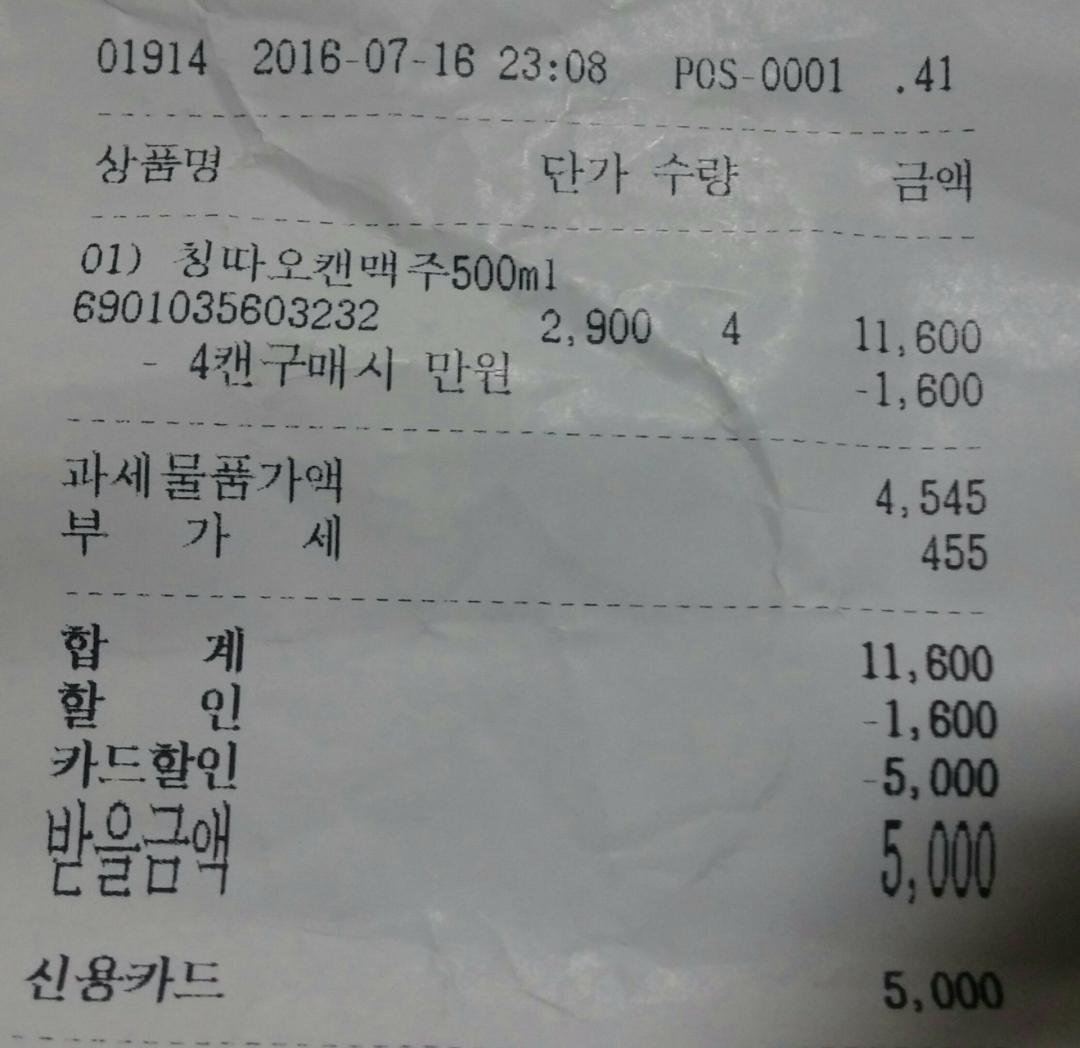 01914 2016-07-16 23:08 POS-0001 .41
상품명 단가 수량 금액
01) 칭따오캔맥주500ml
6901035603232 2,900 4 11,600
- 4캔구매시 만원 -1,600
과세물품가액 4,545
부 가 세 455
합 계 11,600
할 인 -1,600
카드할인 -5,000
받을금액 5,000
신용카드 5,000